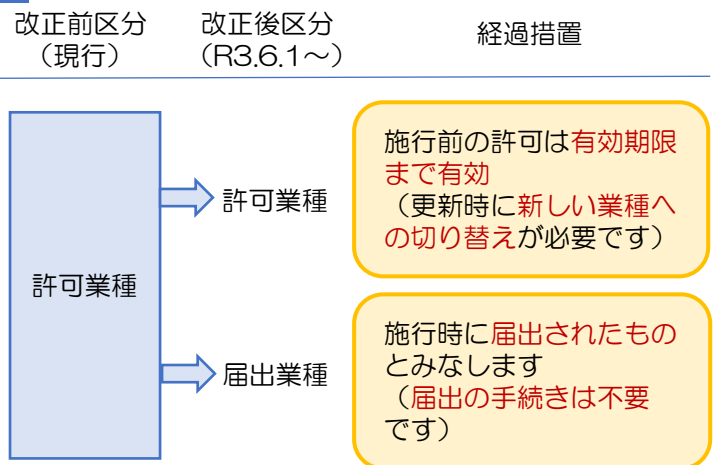 改正前区分
（現行）
改正後区分
（R3.6.1～）
経過措置
許可業種
許可業種
施行前の許可は有効期限
まで有効
（更新時に新しい業種へ
の切り替えが必要です）
届出業種
施行時に届出されたもの
とみなします
（届出の手続きは不要
です）